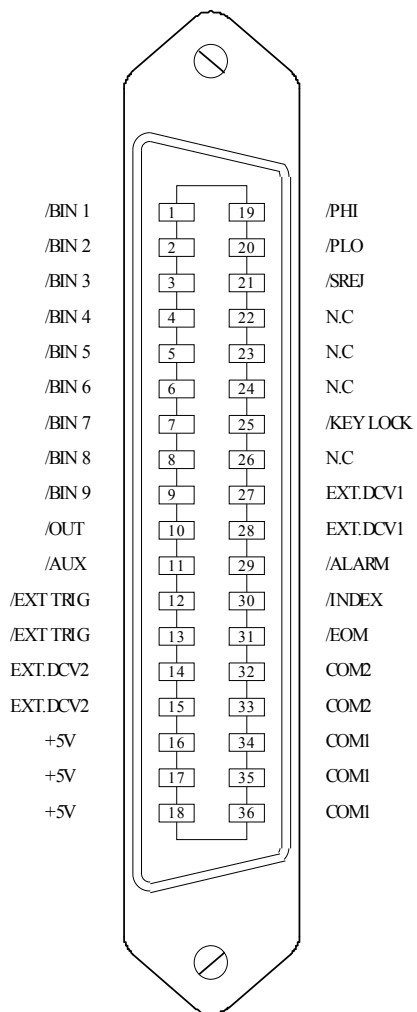 /BIN 1 1 19 /PHI
/BIN 2 2 20 /PLO
/BIN 3 3 21 /SREJ
/BIN 4 4 22 N.C
/BIN 5 5 23 N.C
/BIN 6 6 24 N.C
/BIN 7 7 25 /KEY LOCK
/BIN 8 8 26 N.C
/BIN 9 9 27 EXT.DCV1
/OUT 10 28 EXT.DCV1
/AUX 11 29 /ALARM
/EXT TRIG 12 30 /INDEX
/EXT TRIG 13 31 /EOM
EXT.DCV2 14 32 COM2
EXT.DCV2 15 33 COM2
+5V 16 34 COM1
+5V 17 35 COM1
+5V 18 36 COM1